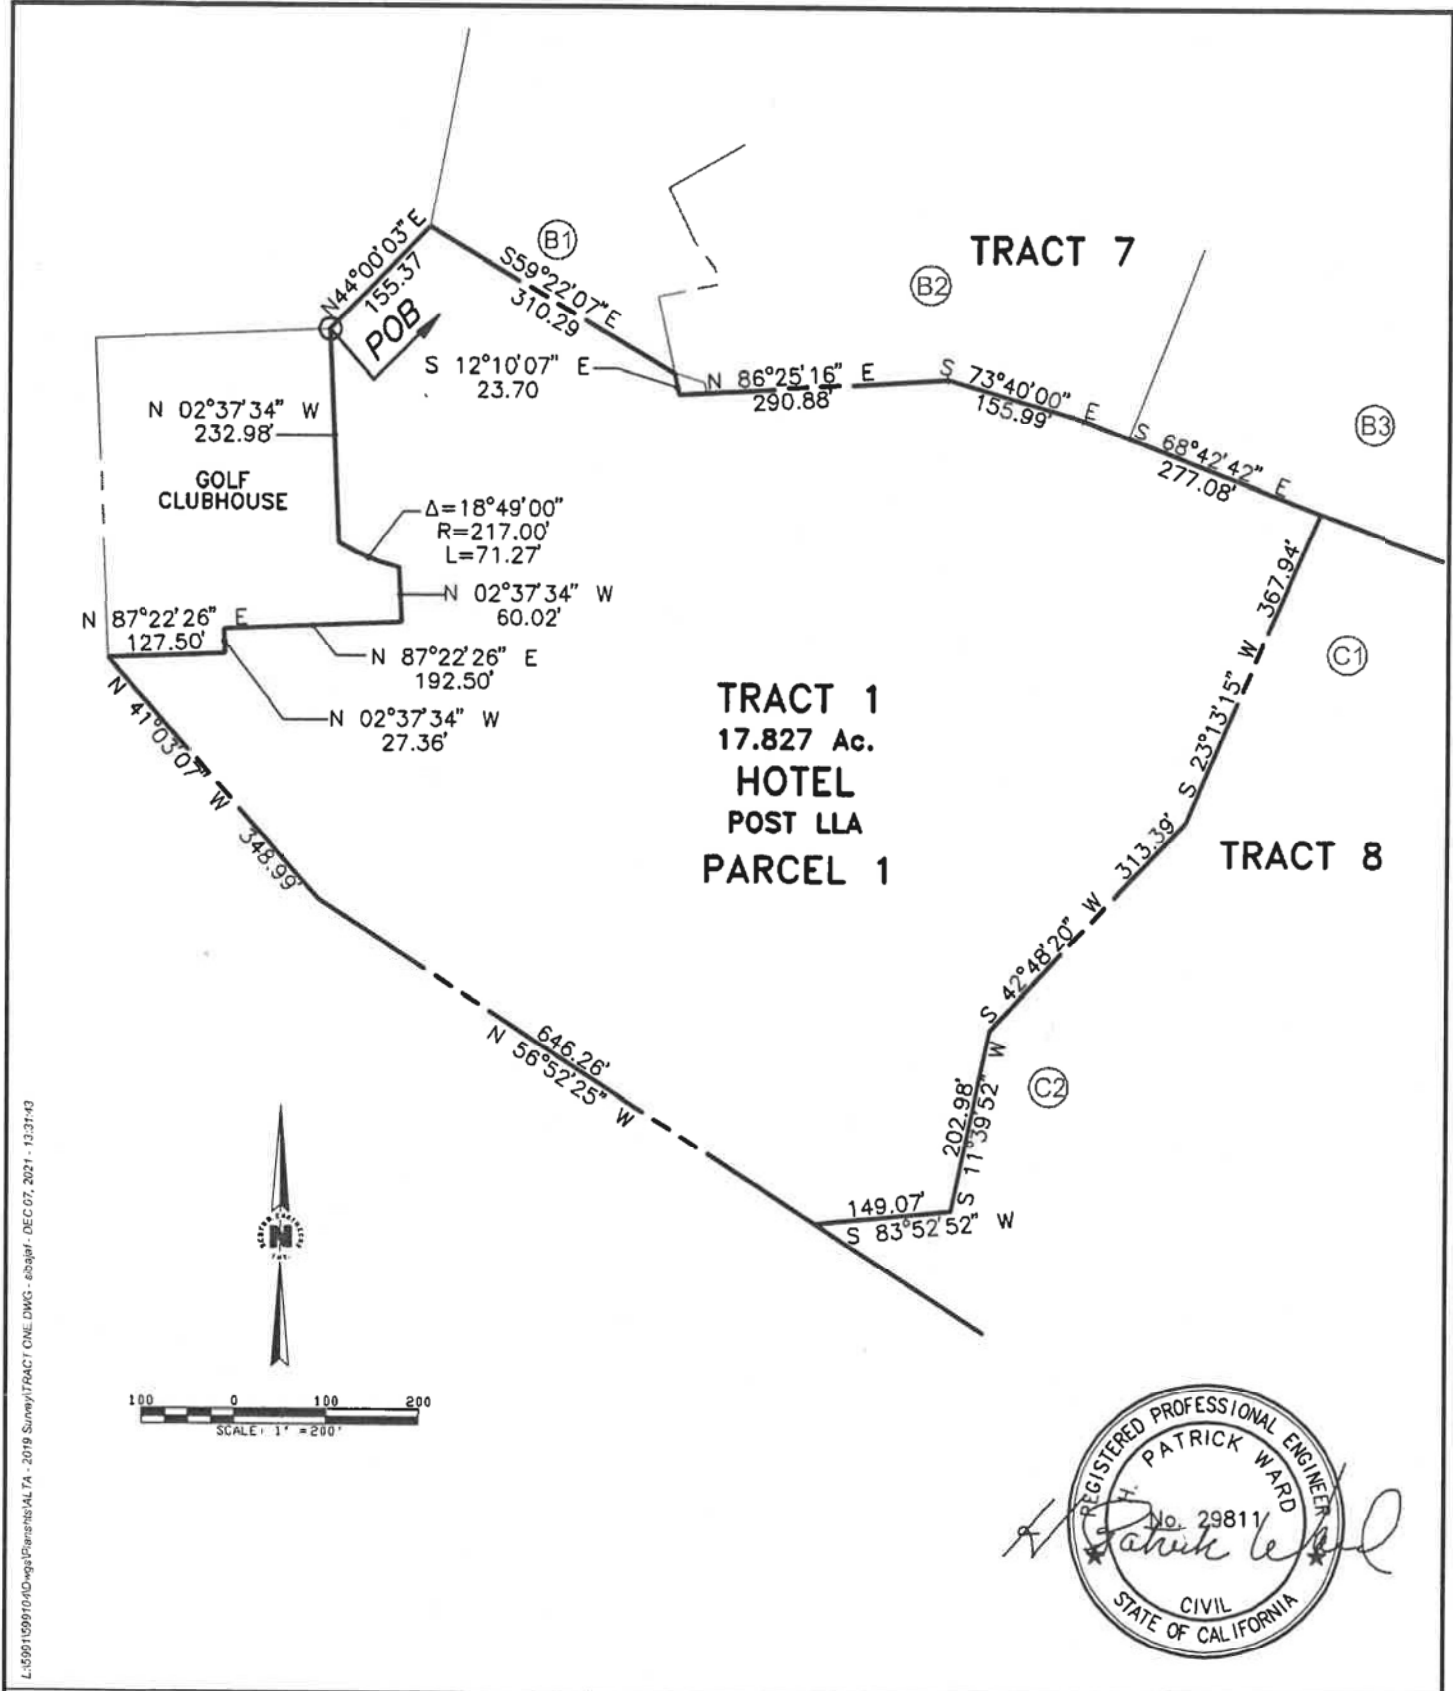 TRACT 7
B1
B2
B3
N44°00'03"E
155.37
POB
S59°22'07"E
310.29
S 12°10'07" E
23.70
N 86°25'16" E
290.88'
S 73°40'00" E
155.99'
S 68°42'42" E
277.08'
N 02°37'34" W
232.98'
GOLF
CLUBHOUSE
Δ=18°49'00"
R=217.00'
L=71.27'
N 02°37'34" W
60.02'
N 87°22'26" E
127.50'
N 87°22'26" E
192.50'
N 02°37'34" W
27.36'
S 23°13'15" W 367.94'
C1
TRACT 1
17.827 Ac.
HOTEL
POST LLA
PARCEL 1
TRACT 8
N 41°03'07" W 348.99'
S 42°48'20" W 313.39'
646.26'
N 56°52'25" W
202.98'
S 11°39'52" W
C2
149.07'
S 83°52'52" W
N
100 0 100 200
SCALE: 1" =200'
REGISTERED PROFESSIONAL ENGINEER
H. PATRICK WARD
No. 29811
H Patrick Ward
CIVIL
STATE OF CALIFORNIA